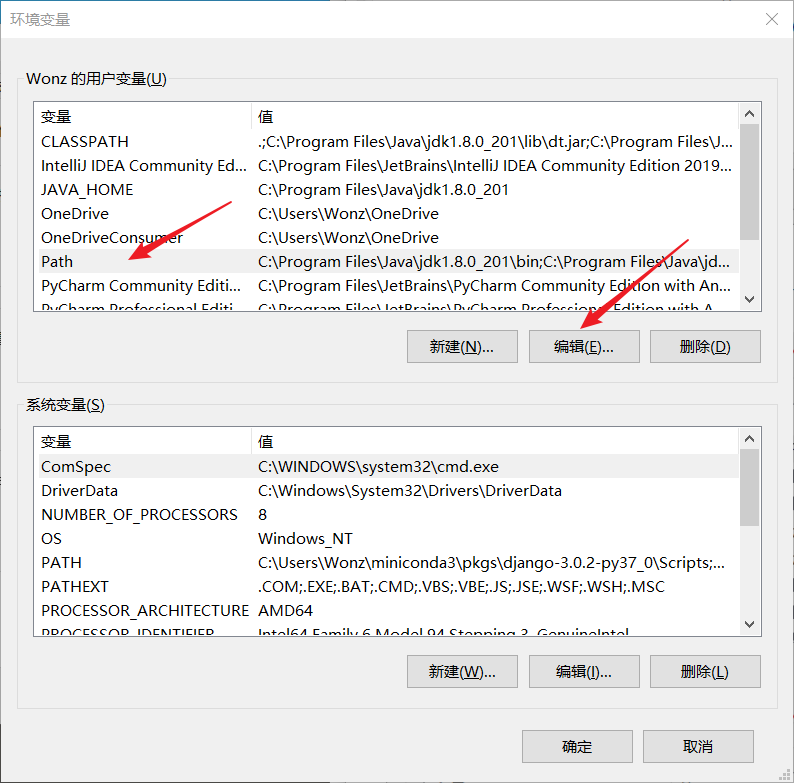 环境变量
Wonz 的用户变量(U)
变量 值
CLASSPATH .;C:\Program Files\Java\jdk1.8.0_201\lib\dt.jar;C:\Program Files\J...
IntelliJ IDEA Community Ed... C:\Program Files\JetBrains\IntelliJ IDEA Community Edition 2019...
JAVA_HOME C:\Program Files\Java\jdk1.8.0_201
OneDrive C:\Users\Wonz\OneDrive
OneDriveConsumer C:\Users\Wonz\OneDrive
Path C:\Program Files\Java\jdk1.8.0_201\bin;C:\Program Files\Java\jd...
PyCharm Community Editi... C:\Program Files\JetBrains\PyCharm Community Edition with An...
PyCharm Professional Editi... C:\Program Files\JetBrains\PyCharm Professional Edition with A...
新建(N)... 编辑(E)... 删除(D)
系统变量(S)
变量 值
ComSpec C:\WINDOWS\system32\cmd.exe
DriverData C:\Windows\System32\Drivers\DriverData
NUMBER_OF_PROCESSORS 8
OS Windows_NT
PATH C:\Users\Wonz\miniconda3\pkgs\django-3.0.2-py37_0\Scripts;...
PATHEXT .COM;.EXE;.BAT;.CMD;.VBS;.VBE;.JS;.JSE;.WSF;.WSH;.MSC
PROCESSOR_ARCHITECTURE AMD64
PROCESSOR_IDENTIFIER Intel64 Family 6 Model 94 Stepping 3, GenuineIntel
新建(W)... 编辑(I)... 删除(L)
确定 取消